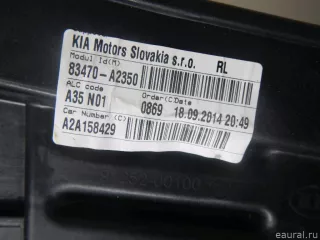 KIA Motors Slovakia s.r.o. RL
Modul Id(M)
83470-A2350
ALC code Order(C)Date
A35 N01 0869 18.09.2014 20:49
Car Number (C)
A2A158429
eaural.ru